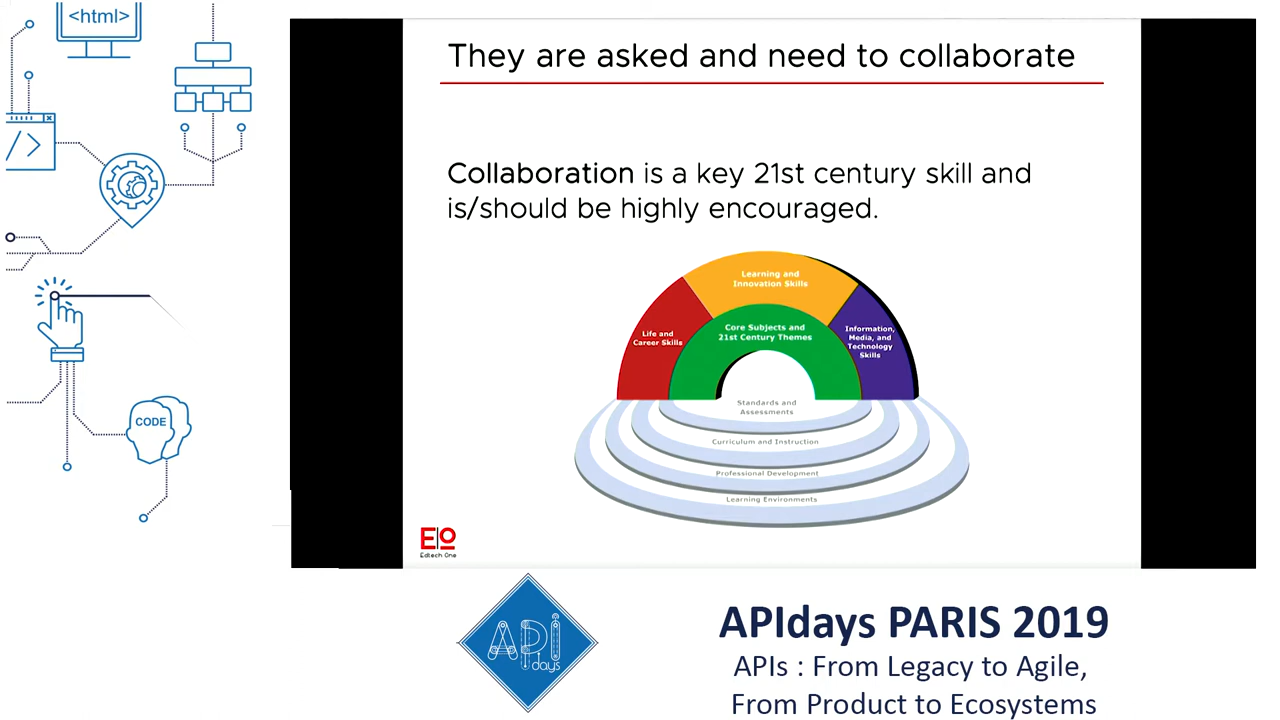 <html>
They are asked and need to collaborate
Collaboration is a key 21st century skill and
is/should be highly encouraged.
/>
Learning and
Innovation Skills
Life and
Career Skills
Core Subjects and
21st Century Themes
Information,
Media, and
Technology
Skills
Standards and
Assessments
Curriculum and Instruction
Professional Development
Learning Environments
CODE
E|O
Edtech One
API
days
APIdays PARIS 2019
APIs : From Legacy to Agile,
From Product to Ecosystems